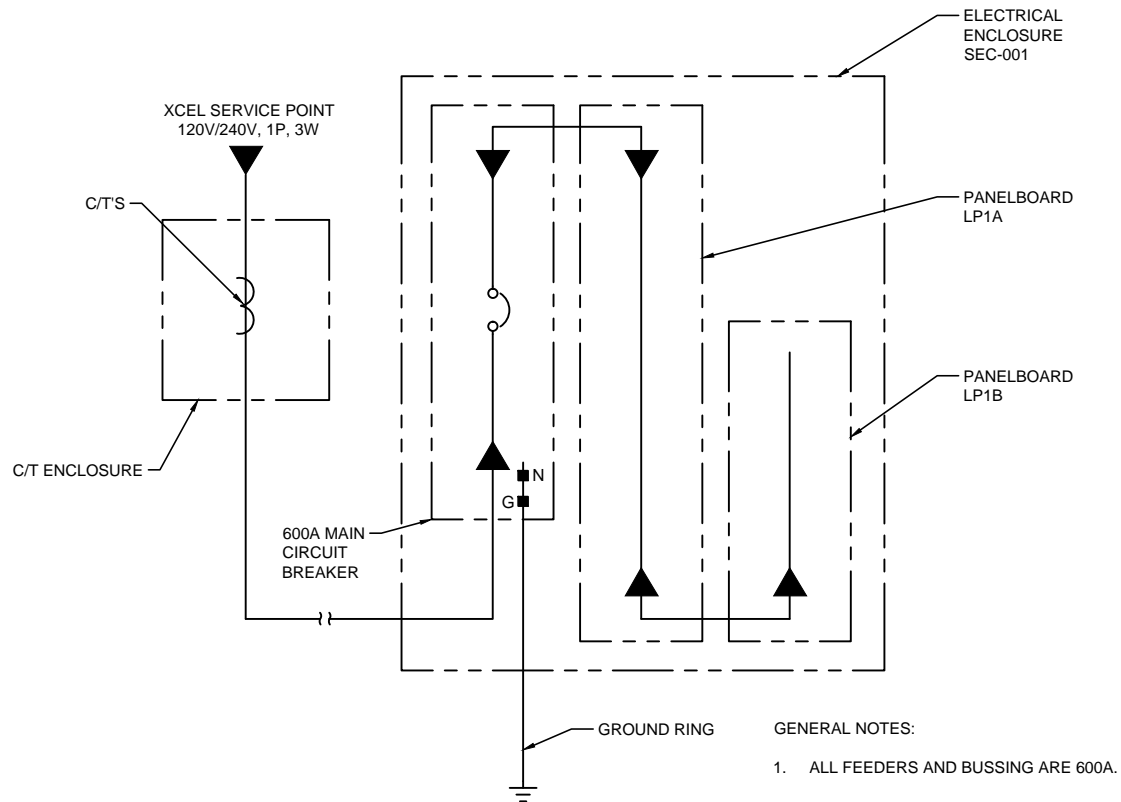 ELECTRICAL
ENCLOSURE
SEC-001
XCEL SERVICE POINT
120V/240V, 1P, 3W
C/T'S
PANELBOARD
LP1A
PANELBOARD
LP1B
C/T ENCLOSURE
N
G
600A MAIN
CIRCUIT
BREAKER
GROUND RING
GENERAL NOTES:
1. ALL FEEDERS AND BUSSING ARE 600A.